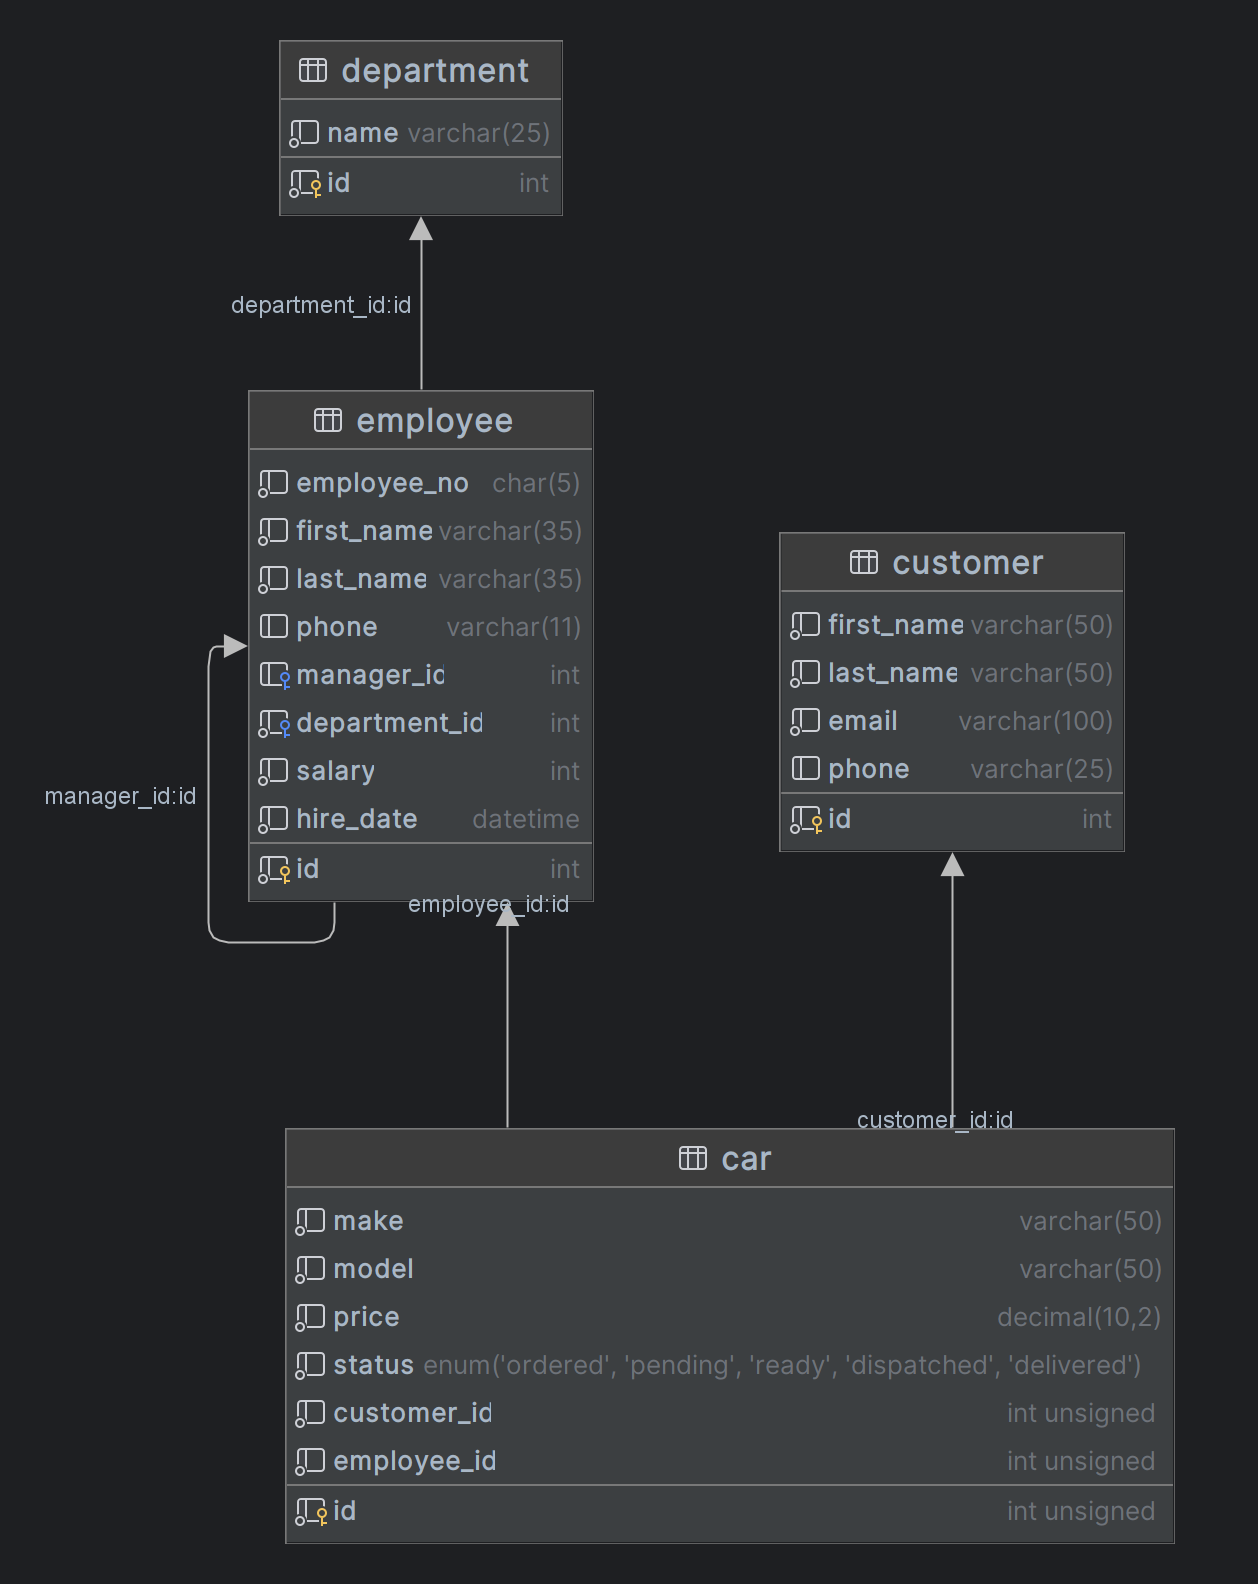 department
name varchar(25)
id int
department_id:id
employee
employee_no char(5)
first_name varchar(35)
last_name varchar(35)
phone varchar(11)
manager_id int
department_id int
salary int
hire_date datetime
id int
manager_id:id
employee_id:id
customer
first_name varchar(50)
last_name varchar(50)
email varchar(100)
phone varchar(25)
id int
customer_id:id
car
make varchar(50)
model varchar(50)
price decimal(10,2)
status enum('ordered', 'pending', 'ready', 'dispatched', 'delivered')
customer_id int unsigned
employee_id int unsigned
id int unsigned